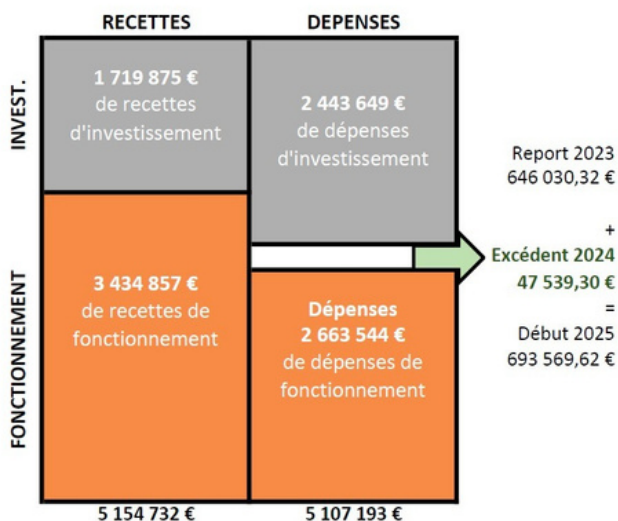 RECETTES
DEPENSES
INVEST.
1 719 875 €
de recettes
d'investissement
2 443 649 €
de dépenses
d'investissement
Report 2023
646 030,32 €
+
Excédent 2024
47 539,30 €
=
Début 2025
693 569,62 €
FONCTIONNEMENT
3 434 857 €
de recettes de
fonctionnement
Dépenses
2 663 544 €
de dépenses de
fonctionnement
5 154 732 €
5 107 193 €